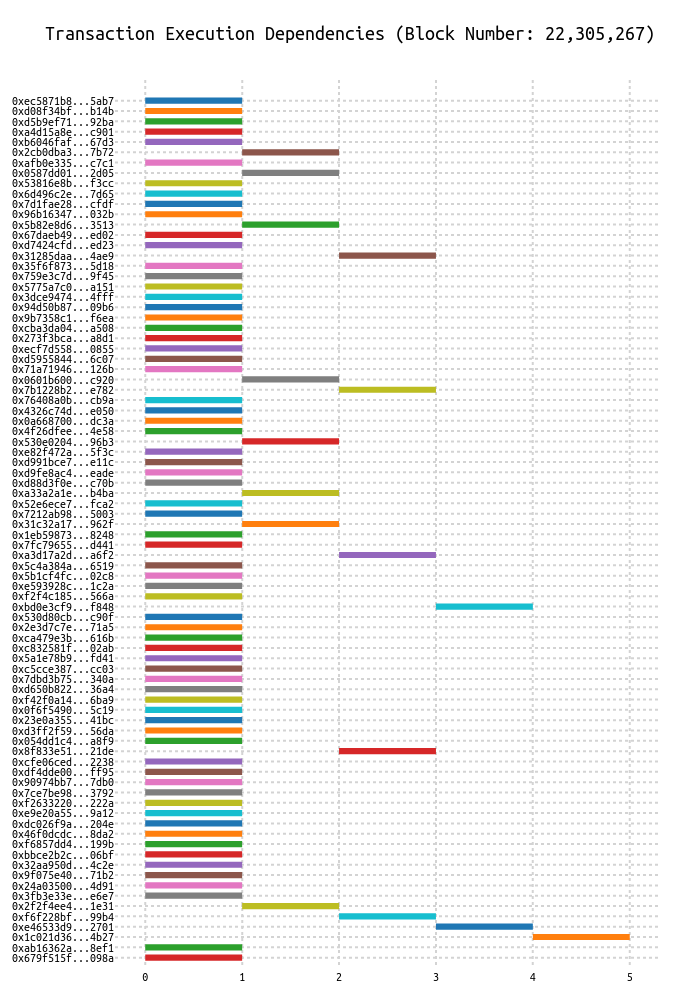 Transaction Execution Dependencies (Block Number: 22,305,267)
0xec5871b8...5ab7
0xd08f34bf...b14b
0xd5b9ef71...92ba
0xa4d15a8e...c901
0xb6046faf...67d3
0x2cb0dba3...7b72
0xafb0e335...c7c1
0x0587dd01...2d05
0x53816e8b...f3cc
0x6d496c2e...7d65
0x7d1fae28...cfdf
0x96b16347...032b
0x5b82e8d6...3513
0x67daeb49...ed02
0xd7424cfd...ed23
0x31285daa...4ae9
0x35f6f873...5d18
0x759e3c7d...9f45
0x5775a7c0...a151
0x3dce9474...4fff
0x94d50b87...09b6
0x9b7358c1...f6ea
0xcba3da04...a508
0x273f3bca...a8d1
0xecf7d558...0855
0xd5955844...6c07
0x71a71946...126b
0x0601b600...c920
0x7b1228b2...e782
0x76408a0b...cb9a
0x4326c74d...e050
0x0a668700...dc3a
0x4f26dfee...4e58
0x530e0204...96b3
0xe82f472a...5f3c
0xd991bce7...e11c
0xd9fe8ac4...eade
0xd88d3f0e...c70b
0xa33a2a1e...b4ba
0x52e6ece7...fca2
0x7212ab98...5003
0x31c32a17...962f
0x1eb59873...8248
0x7fc79655...d441
0xa3d17a2d...a6f2
0x5c4a384a...6519
0x5b1cf4fc...02c8
0xe593928c...1c2a
0xf2f4c185...566a
0xbd0e3cf9...f848
0x530d80cb...c90f
0x2e3d7c7e...71a5
0xca479e3b...616b
0xc832581f...02ab
0x5a1e78b9...fd41
0xc5cce387...cc03
0x7dbd3b75...340a
0xd650b822...36a4
0xf42f0a14...6ba9
0x0f6f5490...5c19
0x23e0a355...41bc
0xd3ff2f59...56da
0x054dd1c4...a8f9
0x8f833e51...21de
0xcfe06ced...2238
0xdf4dde00...ff95
0x90974bb7...7db0
0x7ce7be98...3792
0xf2633220...222a
0xe9e20a55...9a12
0xdc026f9a...204e
0x46f0dcdc...8da2
0xf6857dd4...199b
0xbbce2b2c...06bf
0x32aa950d...4c2e
0x9f075e40...71b2
0x24a03500...4d91
0x3fb3e33e...e6e7
0x2f2f4ee4...1e31
0xf6f228bf...99b4
0xe46533d9...2701
0x1c021d36...4b27
0xab16362a...8ef1
0x679f515f...098a
0 1 2 3 4 5